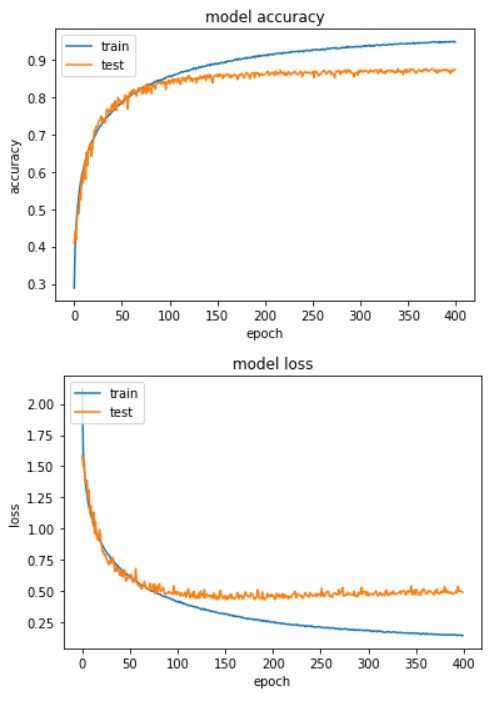 model accuracy
train
test
0.9
0.8
0.7
0.6
0.5
0.4
0.3
accuracy
0 50 100 150 200 250 300 350 400
epoch
model loss
train
test
2.00
1.75
1.50
1.25
1.00
0.75
0.50
0.25
loss
0 50 100 150 200 250 300 350 400
epoch